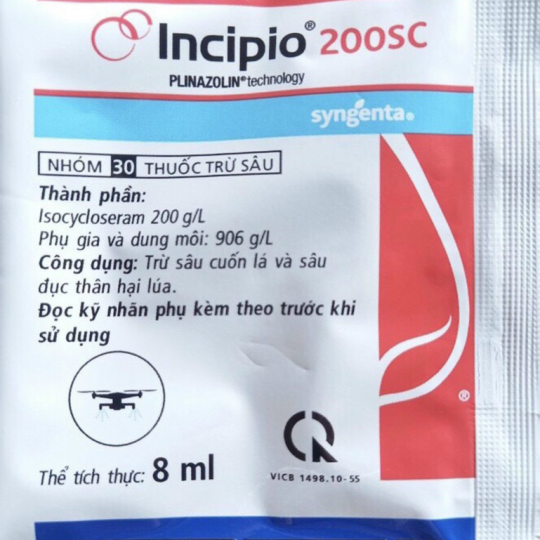 Incipio® 200SC
PLINAZOLIN®technology
syngenta®
NHÓM 30 THUỐC TRỪ SÂU
Thành phần:
Isocycloseram 200 g/L
Phụ gia và dung môi: 906 g/L
Công dụng: Trừ sâu cuốn lá và sâu
đục thân hại lúa.
Đọc kỹ nhãn phụ kèm theo trước khi
sử dụng
®
VICB 1498.10-55
Thể tích thực: 8 ml